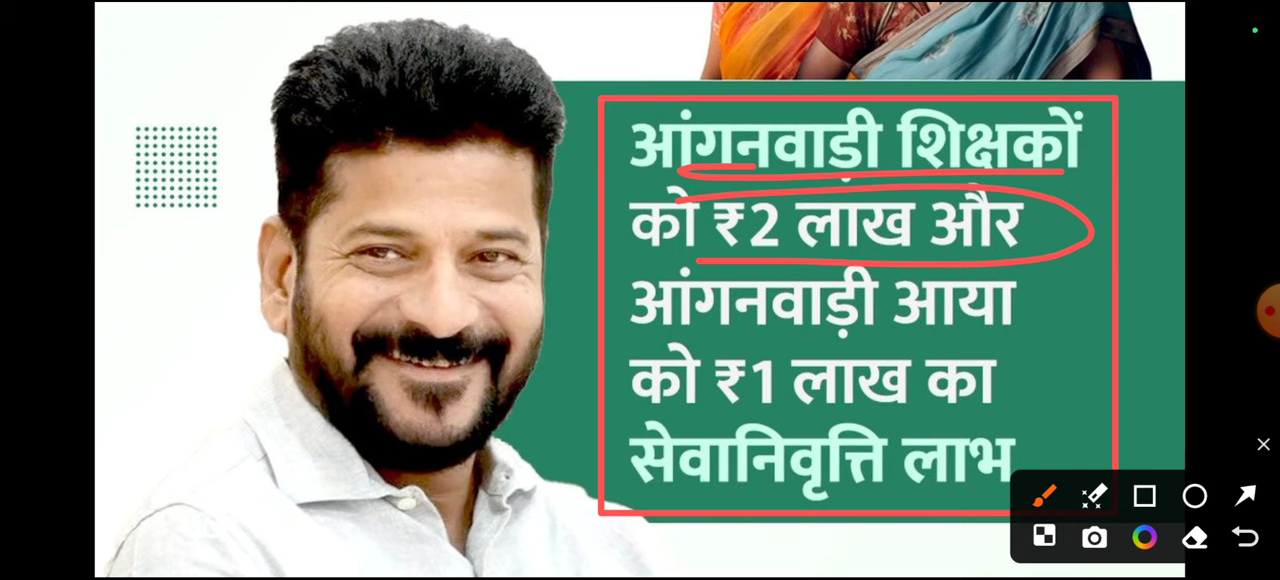 आंगनवाड़ी शिक्षकों
को ₹2 लाख और
आंगनवाड़ी आया
को ₹1 लाख का
सेवानिवृत्ति लाभ